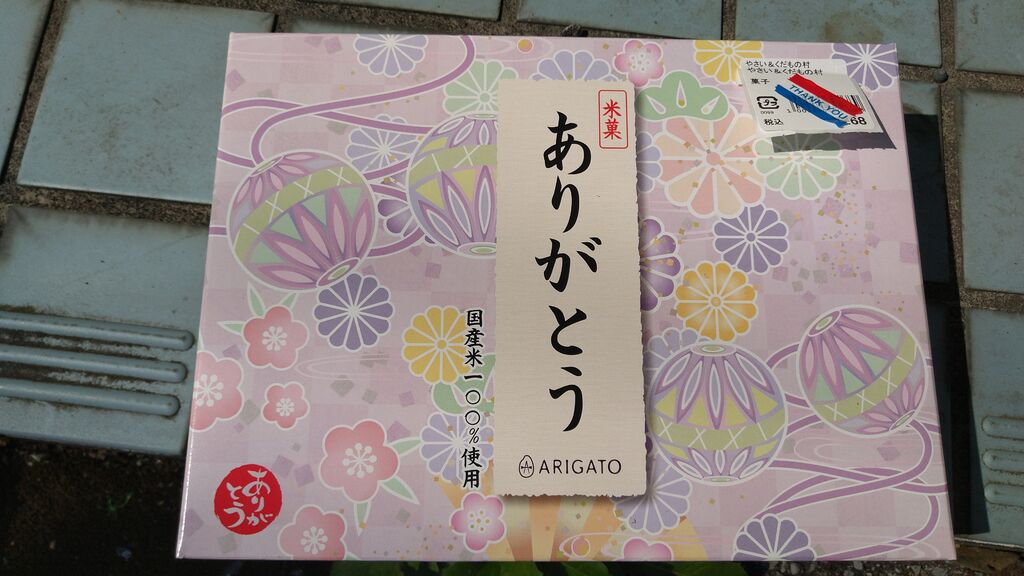 米菓
ありがとう
ARIGATO
国産米一〇〇%使用
ありが
とう
やさい&くだもの村
やさい&くだもの村
菓子
THANK YOU
税込
68